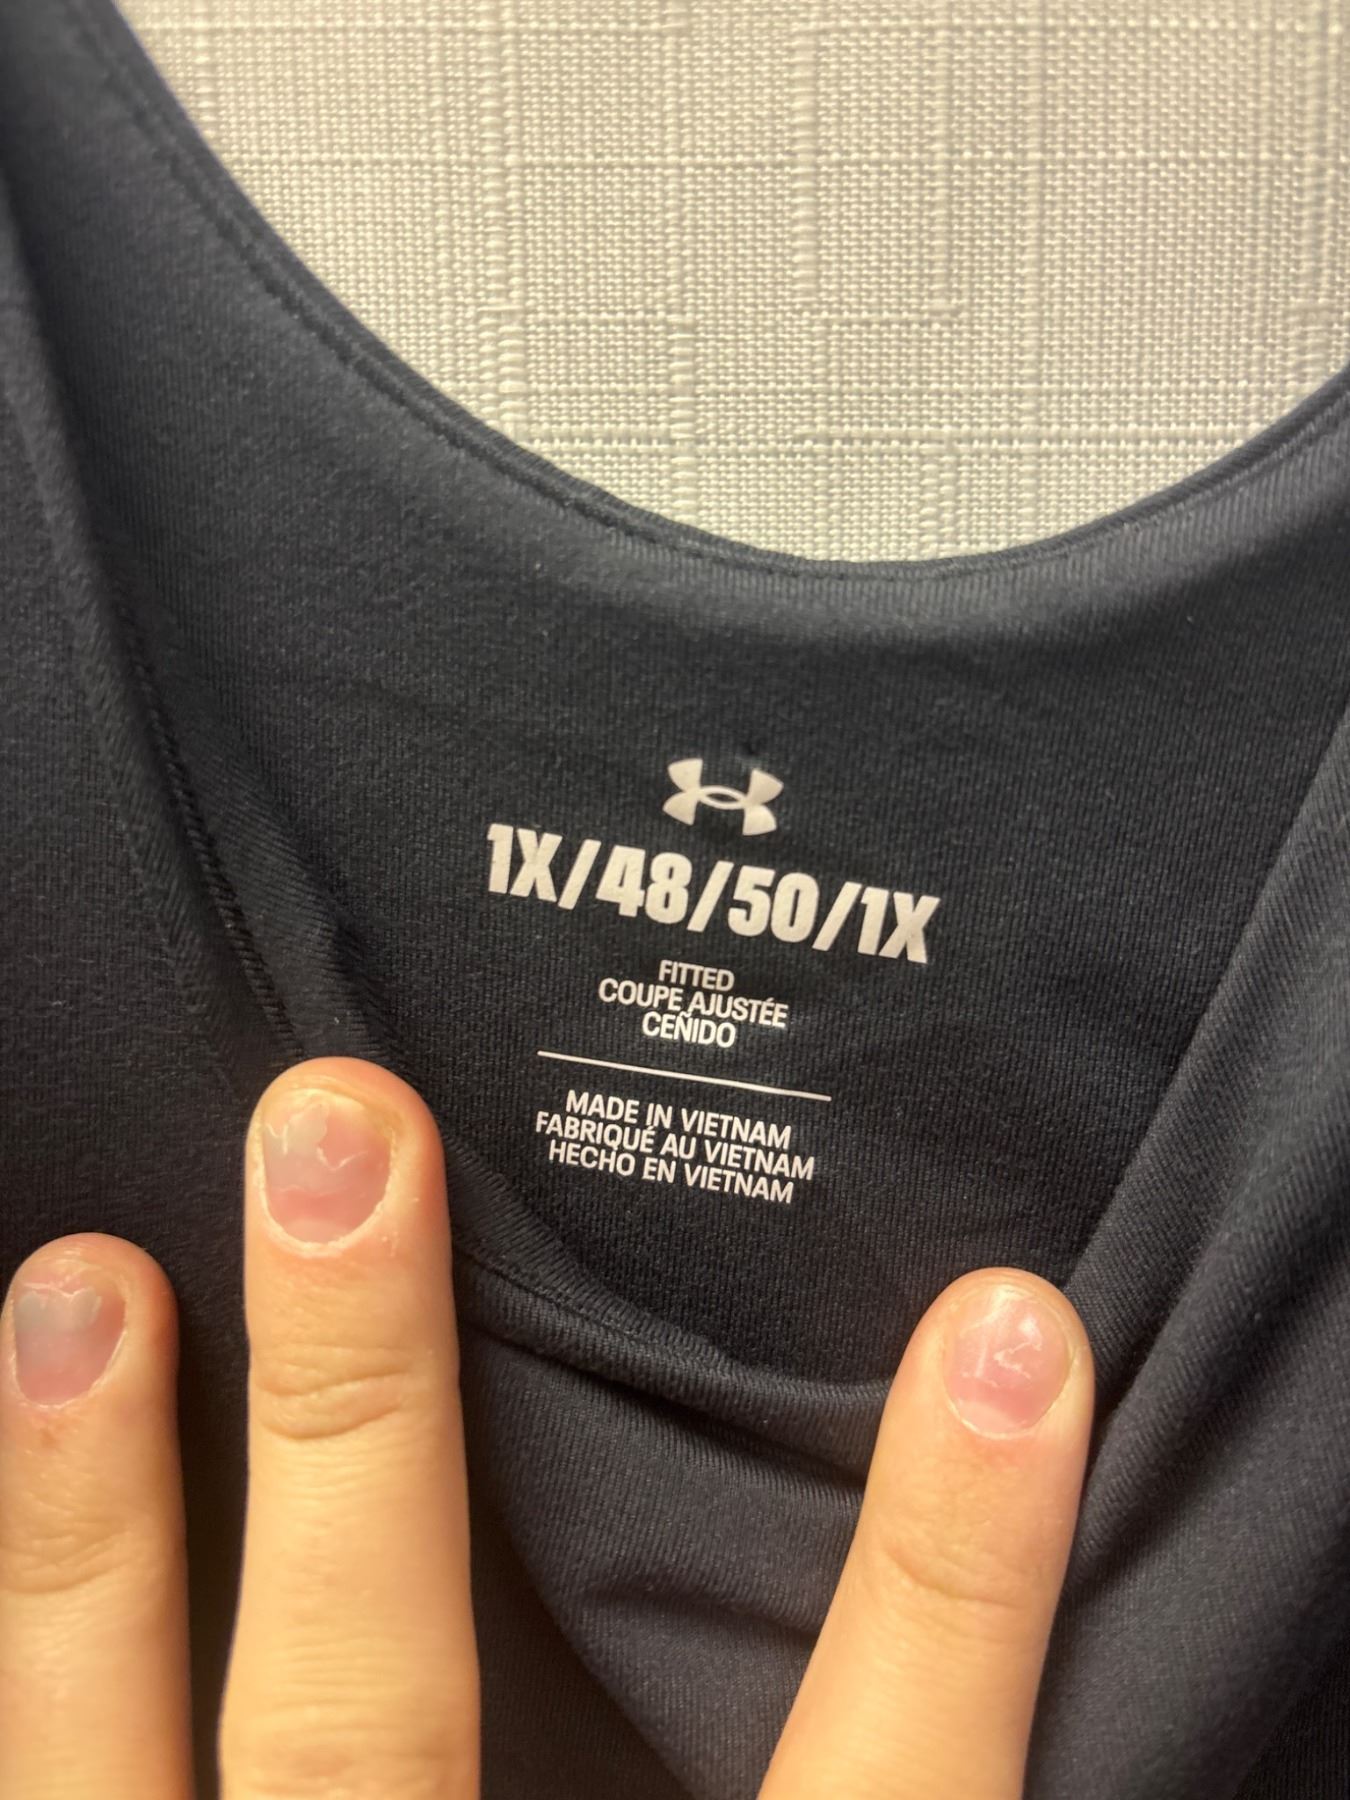 1X/48/50/1X
FITTED
COUPE AJUSTÉE
CEÑIDO
MADE IN VIETNAM
FABRIQUÉ AU VIETNAM
HECHO EN VIETNAM